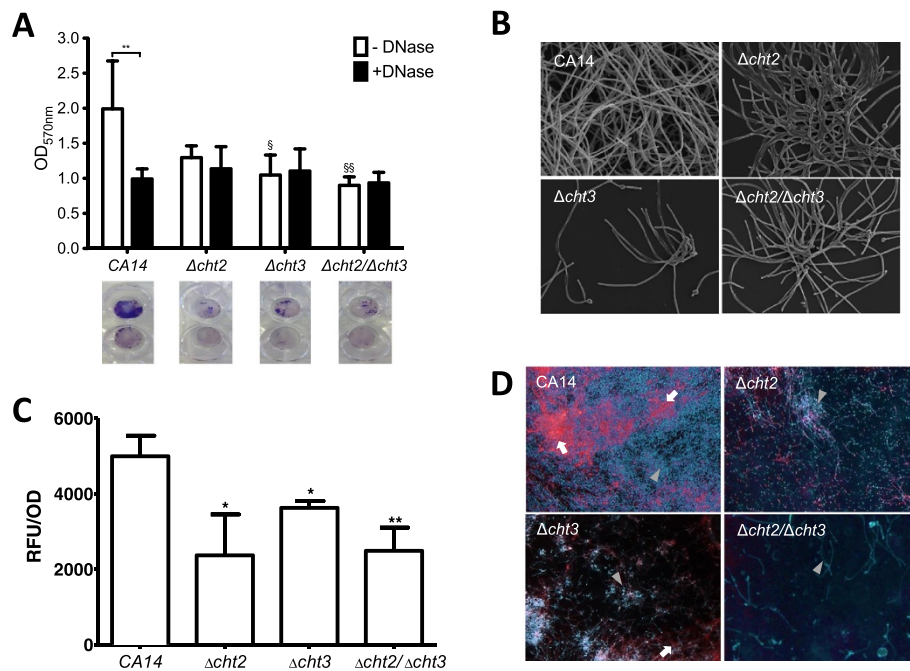 A
3.0
2.5
2.0
1.5
1.0
0.5
0.0
OD570nm
**
§
§§
- DNase
+DNase
CA14 Δcht2 Δcht3 Δcht2/Δcht3
B
CA14 Δcht2
Δcht3 Δcht2/Δcht3
C
6000
4000
2000
0
RFU/OD
* * **
CA14 Δcht2 Δcht3 Δcht2/Δcht3
D
CA14 Δcht2
Δcht3 Δcht2/Δcht3